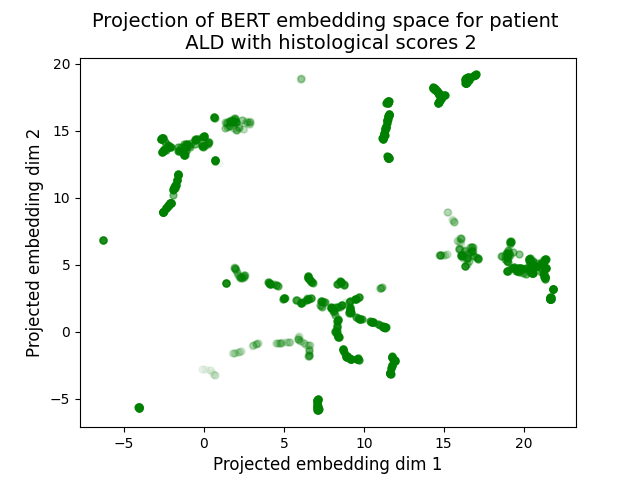 Projection of BERT embedding space for patient
ALD with histological scores 2
20
15
10
5
0
−5
Projected embedding dim 2
−5 0 5 10 15 20
Projected embedding dim 1